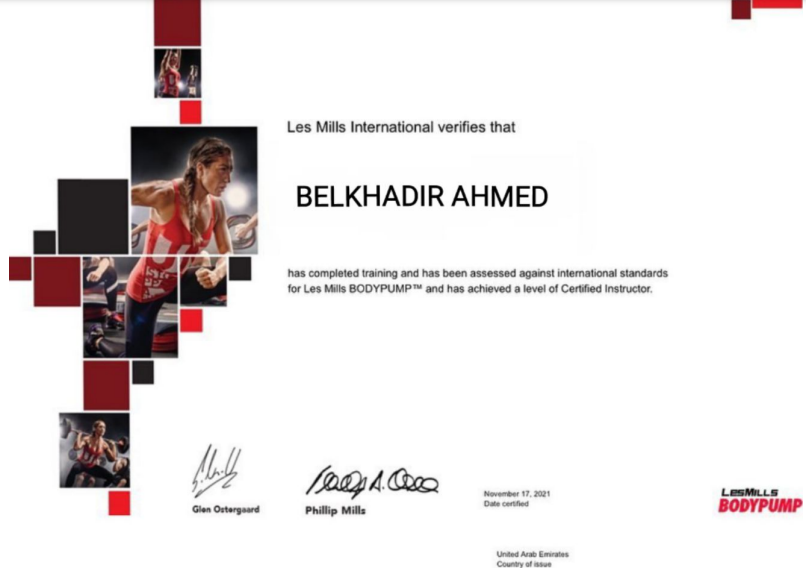 Les Mills International verifies that
BELKHADIR AHMED
has completed training and has been assessed against international standards
for Les Mills BODYPUMP™ and has achieved a level of Certified Instructor.
Glen Ostergaard
Phillip Mills
November 17, 2021
Date certified
LESMILLS
BODYPUMP
United Arab Emirates
Country of issue